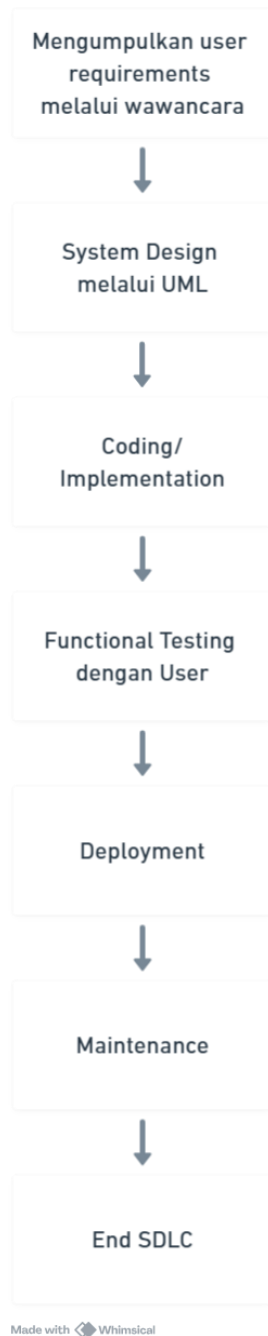 Mengumpulkan user
requirements
melalui wawancara
System Design
melalui UML
Coding/
Implementation
Functional Testing
dengan User
Deployment
Maintenance
End SDLC
Made with Whimsical